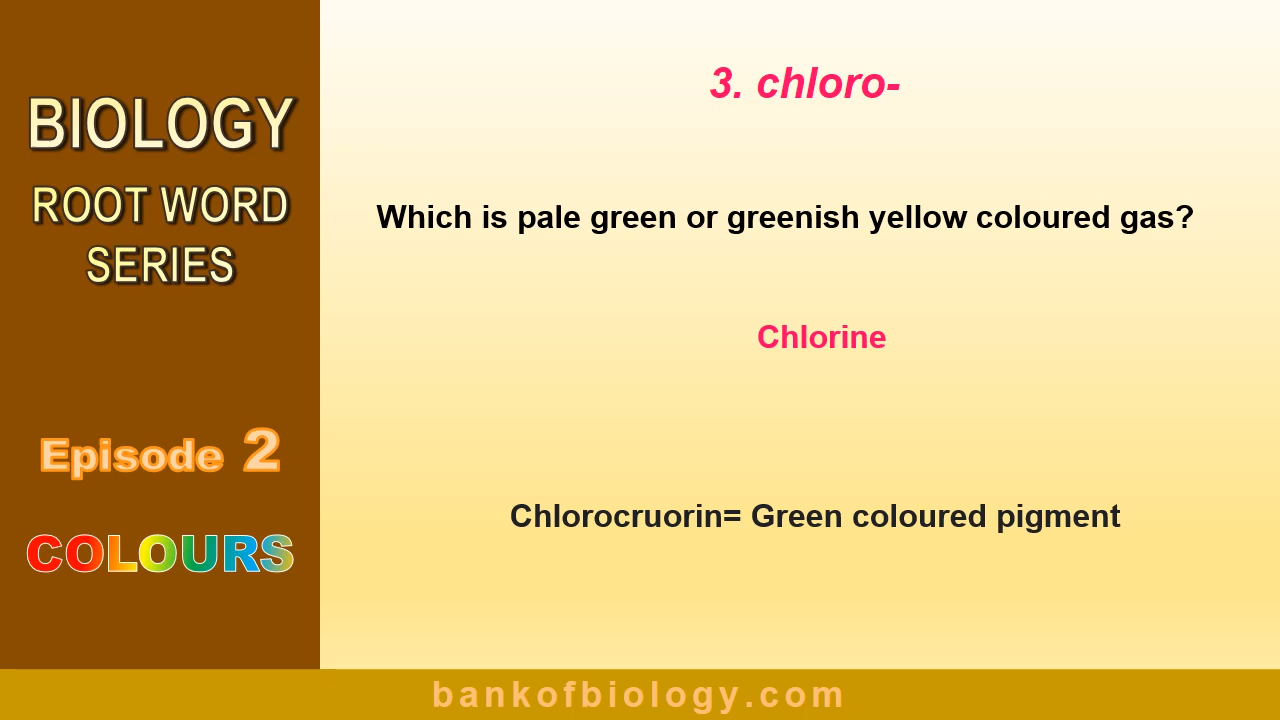 BIOLOGY
ROOT WORD
SERIES
Episode 2
COLOURS
3. chloro-
Which is pale green or greenish yellow coloured gas?
Chlorine
Chlorocruorin= Green coloured pigment
bankofbiology.com